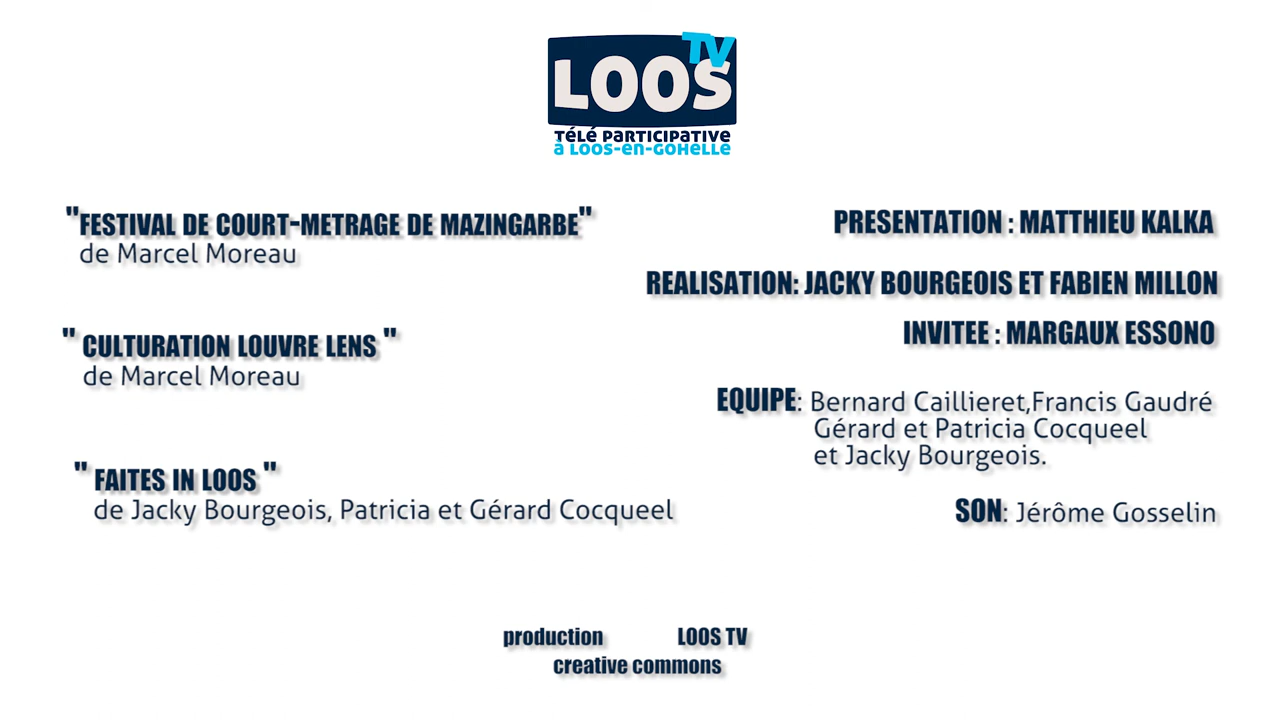 LOOS TV
TÉLÉ PARTICIPATIVE
à LOOS-en-GOHELLE
"FESTIVAL DE COURT-METRAGE DE MAZINGARBE"
de Marcel Moreau
" CULTURATION LOUVRE LENS "
de Marcel Moreau
" FAITES IN LOOS "
de Jacky Bourgeois, Patricia et Gérard Cocqueel
PRESENTATION : MATTHIEU KALKA
REALISATION: JACKY BOURGEOIS ET FABIEN MILLON
INVITEE : MARGAUX ESSONO
EQUIPE: Bernard Caillieret,Francis Gaudré
Gérard et Patricia Cocqueel
et Jacky Bourgeois.
SON: Jérôme Gosselin
production LOOS TV
creative commons